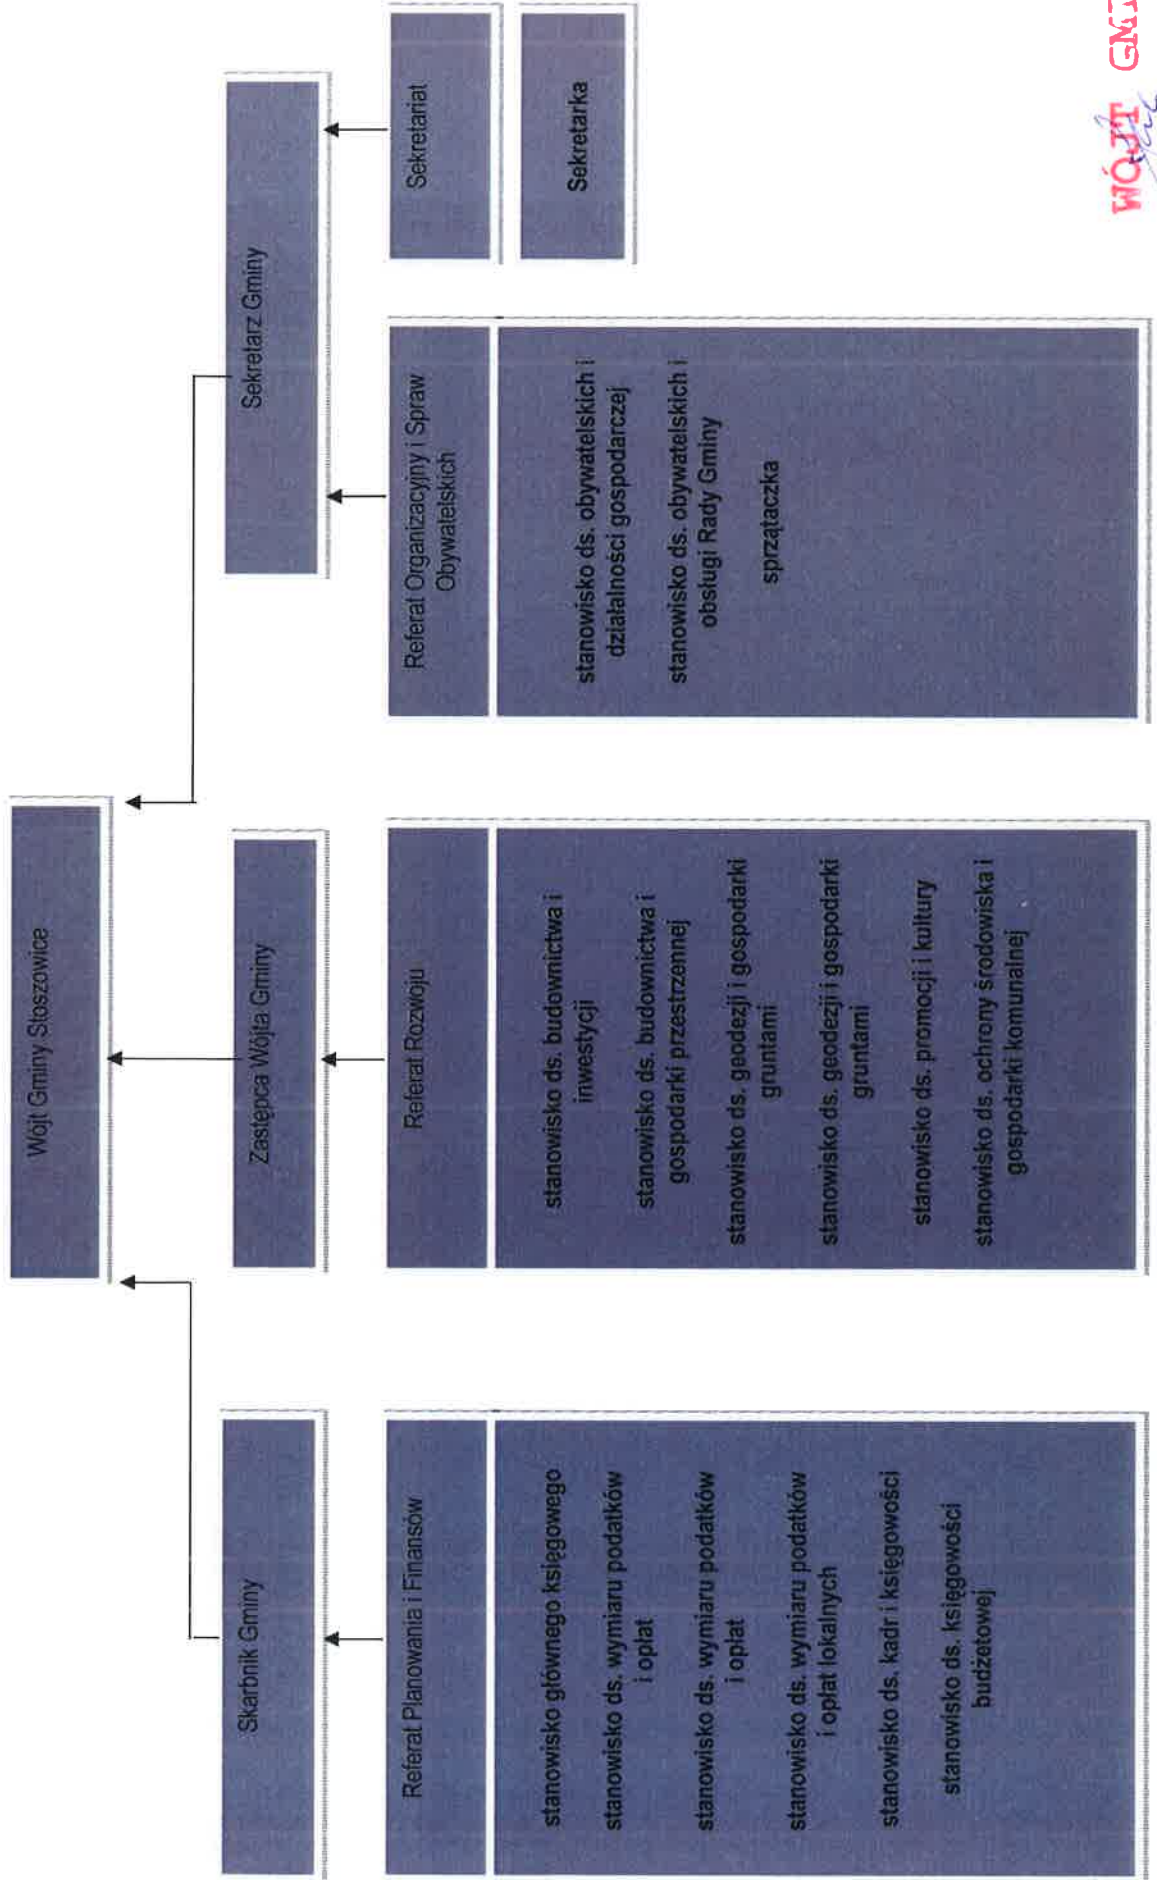 Wójt Gminy Stoszowice
Skarbnik Gminy
Zastępca Wójta Gminy
Sekretarz Gminy
Referat Planowania i Finansów
stanowisko głównego księgowego
stanowisko ds. wymiaru podatków
i opłat
stanowisko ds. wymiaru podatków
i opłat
stanowisko ds. wymiaru podatków
i opłat lokalnych
stanowisko ds. kadr i księgowości
stanowisko ds. księgowości
budżetowej
Referat Rozwoju
stanowisko ds. budownictwa i
inwestycji
stanowisko ds. budownictwa i
gospodarki przestrzennej
stanowisko ds. geodezji i gospodarki
gruntami
stanowisko ds. geodezji i gospodarki
gruntami
stanowisko ds. promocji i kultury
stanowisko ds. ochrony środowiska i
gospodarki komunalnej
Referat Organizacyjny i Spraw
Obywatelskich
stanowisko ds. obywatelskich i
działalności gospodarczej
stanowisko ds. obywatelskich i
obsługi Rady Gminy
sprzątaczka
Sekretariat
Sekretarka
WÓJT